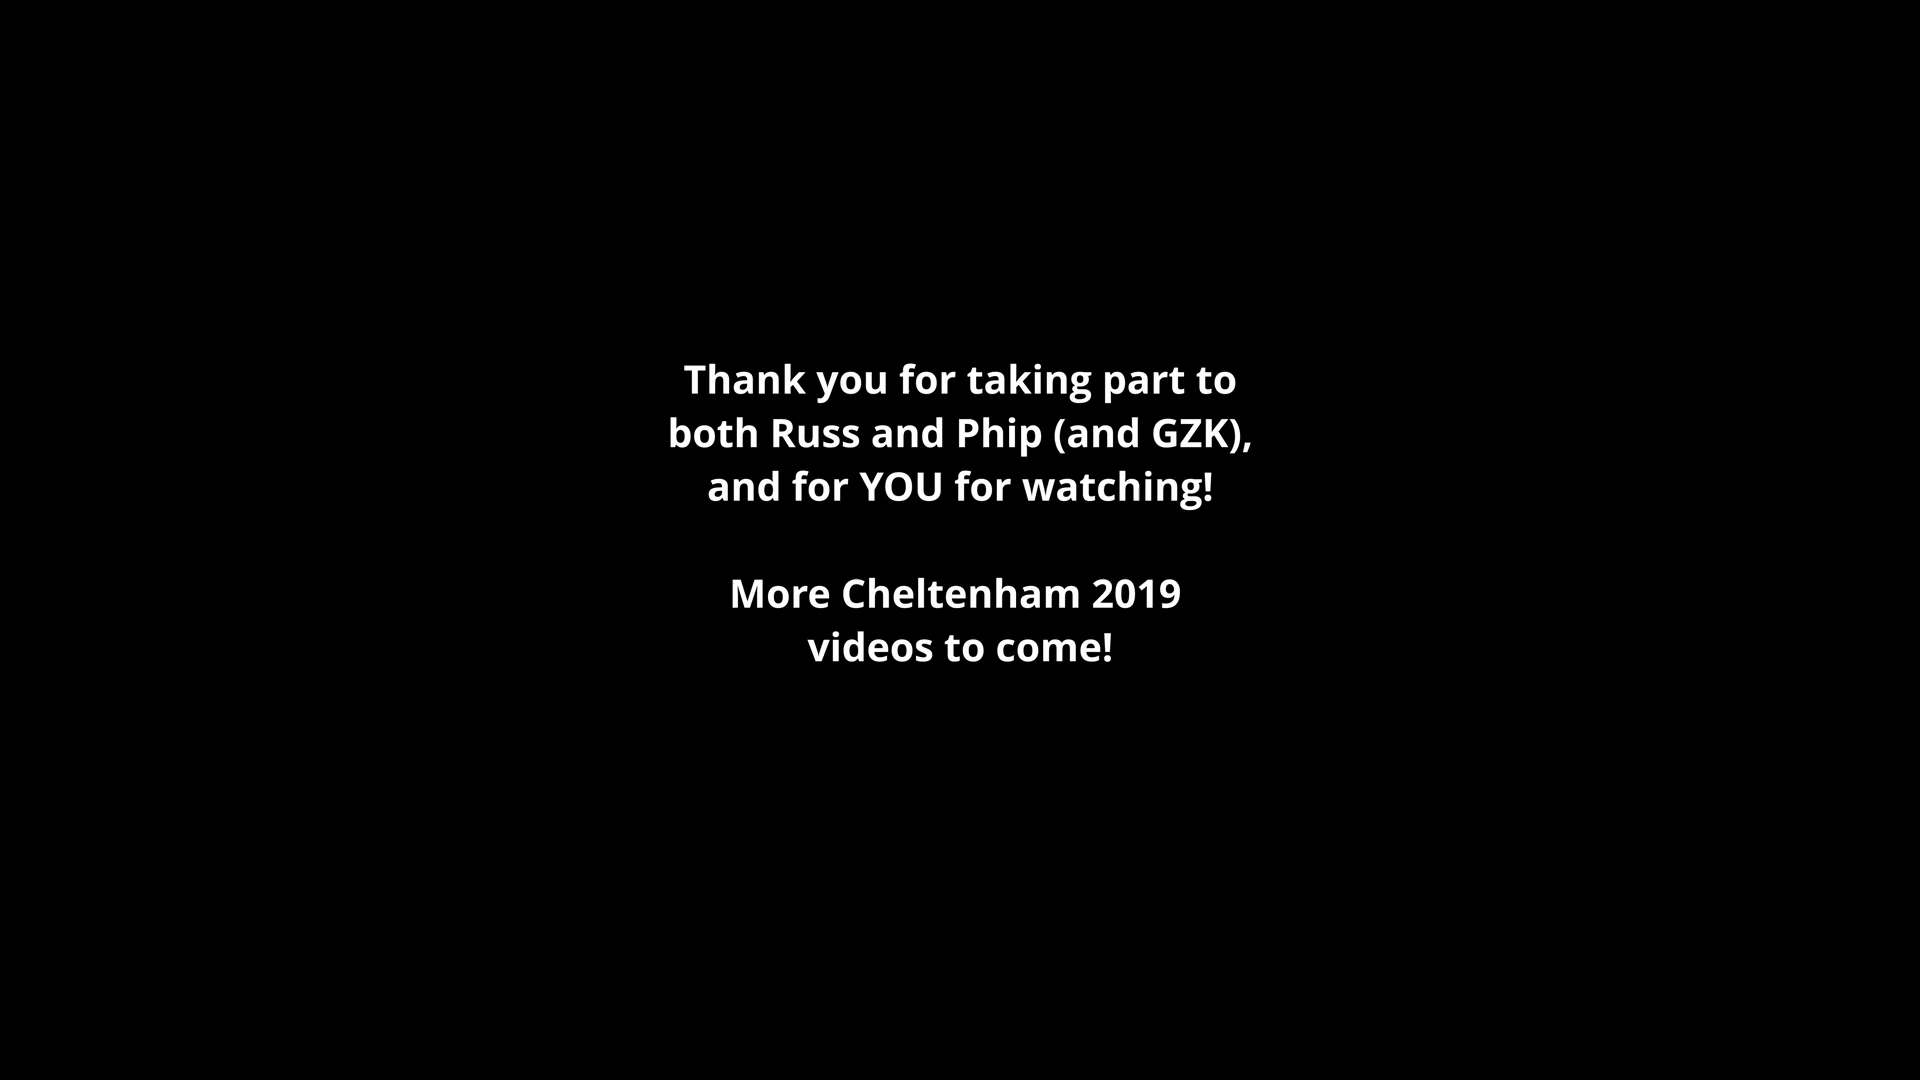 Thank you for taking part to
both Russ and Phip (and GZK),
and for YOU for watching!
More Cheltenham 2019
videos to come!